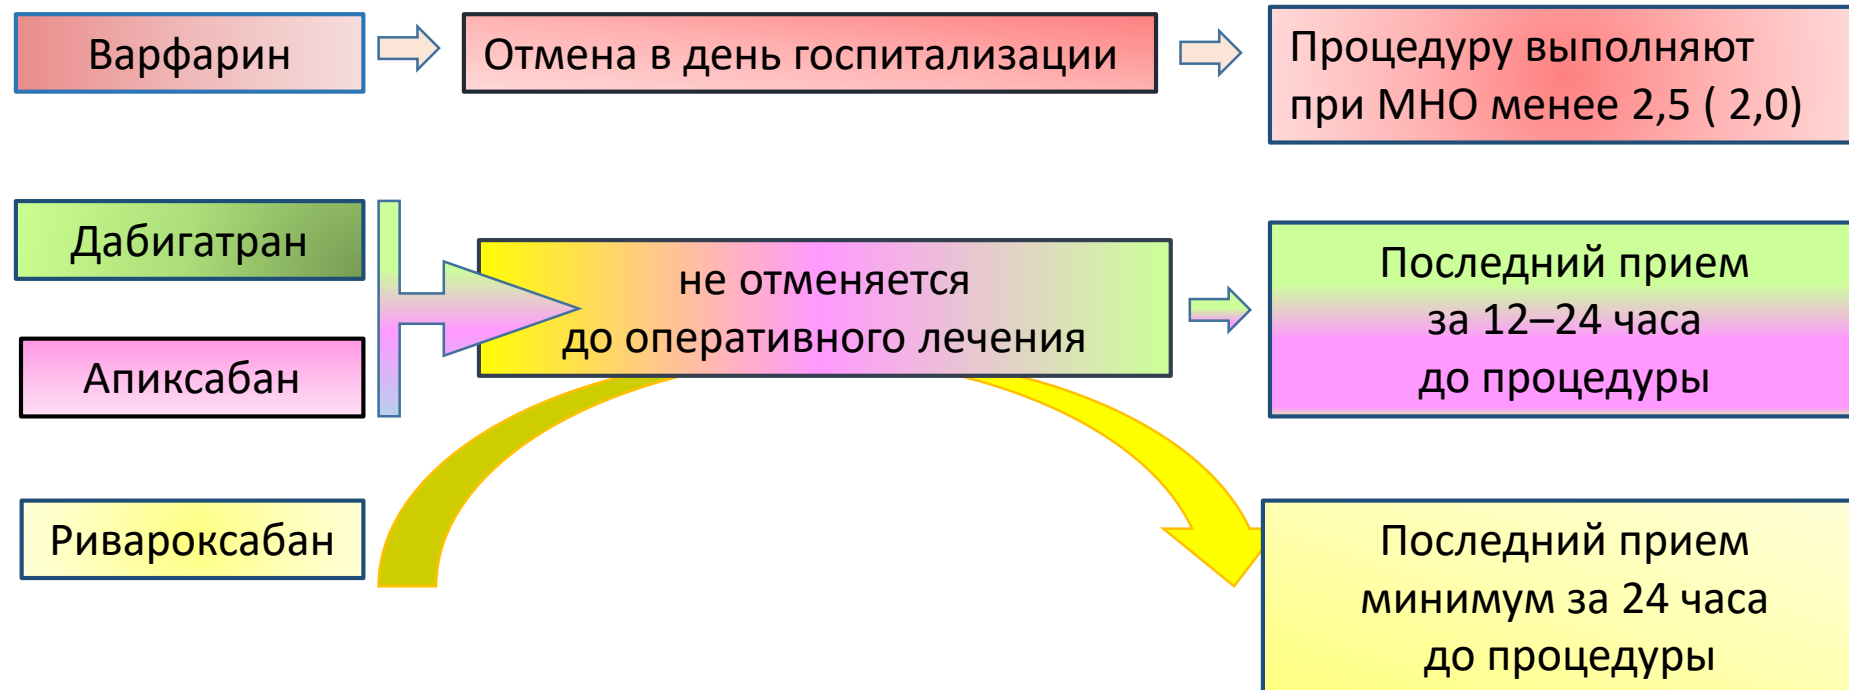 Варфарин
Отмена в день госпитализации
Процедуру выполняют
при МНО менее 2,5 ( 2,0)
Дабигатран
Апиксабан
не отменяется
до оперативного лечения
Последний прием
за 12–24 часа
до процедуры
Ривароксабан
Последний прием
минимум за 24 часа
до процедуры